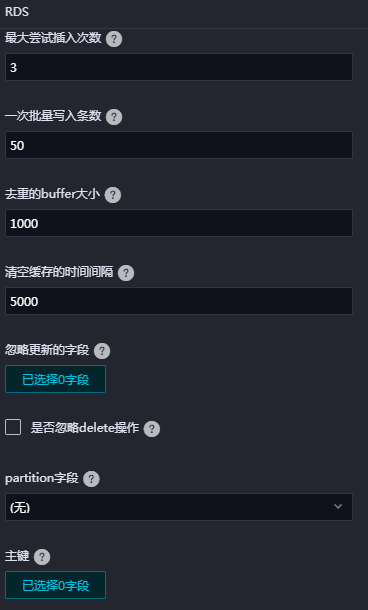 RDS
最大尝试插入次数 ?
3
一次批量写入条数 ?
50
去重的buffer大小 ?
1000
清空缓存的时间间隔 ?
5000
忽略更新的字段 ?
已选择0字段
是否忽略delete操作 ?
partition字段 ?
(无)
主键 ?
已选择0字段